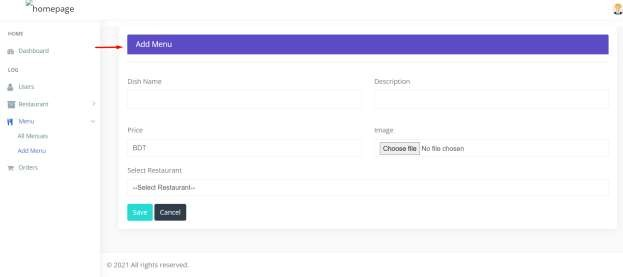 homepage
HOME
Dashboard
LOG
Users
Restaurant
Menu
All Menues
Add Menu
Orders
Add Menu
Dish Name
Description
Price
Image
BDT
Choose file No file chosen
Select Restaurant
--Select Restaurant--
Save Cancel
© 2021 All rights reserved.